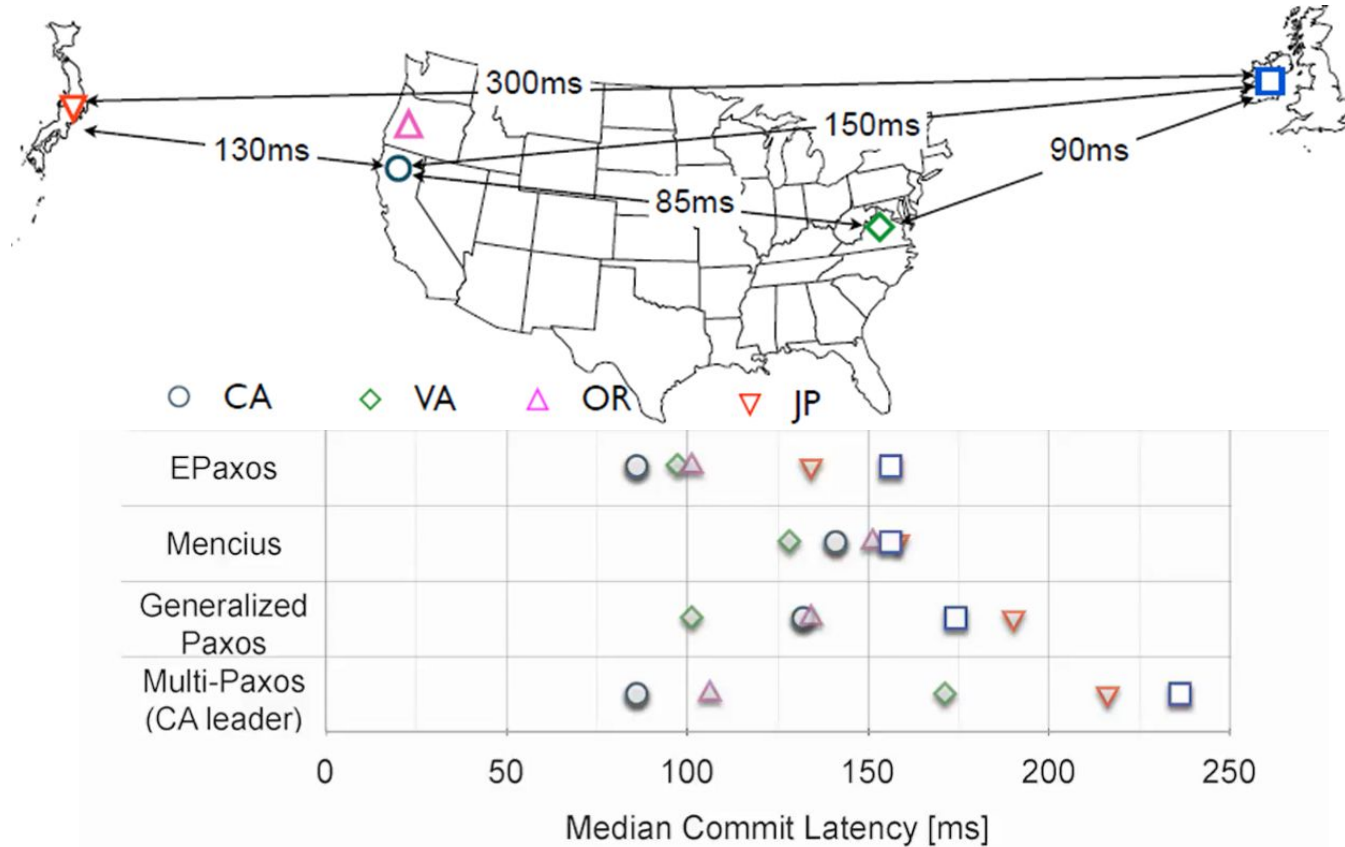 300ms
150ms
130ms
90ms
85ms
CA VA OR JP
EPaxos
Mencius
Generalized
Paxos
Multi-Paxos
(CA leader)
0 50 100 150 200 250
Median Commit Latency [ms]